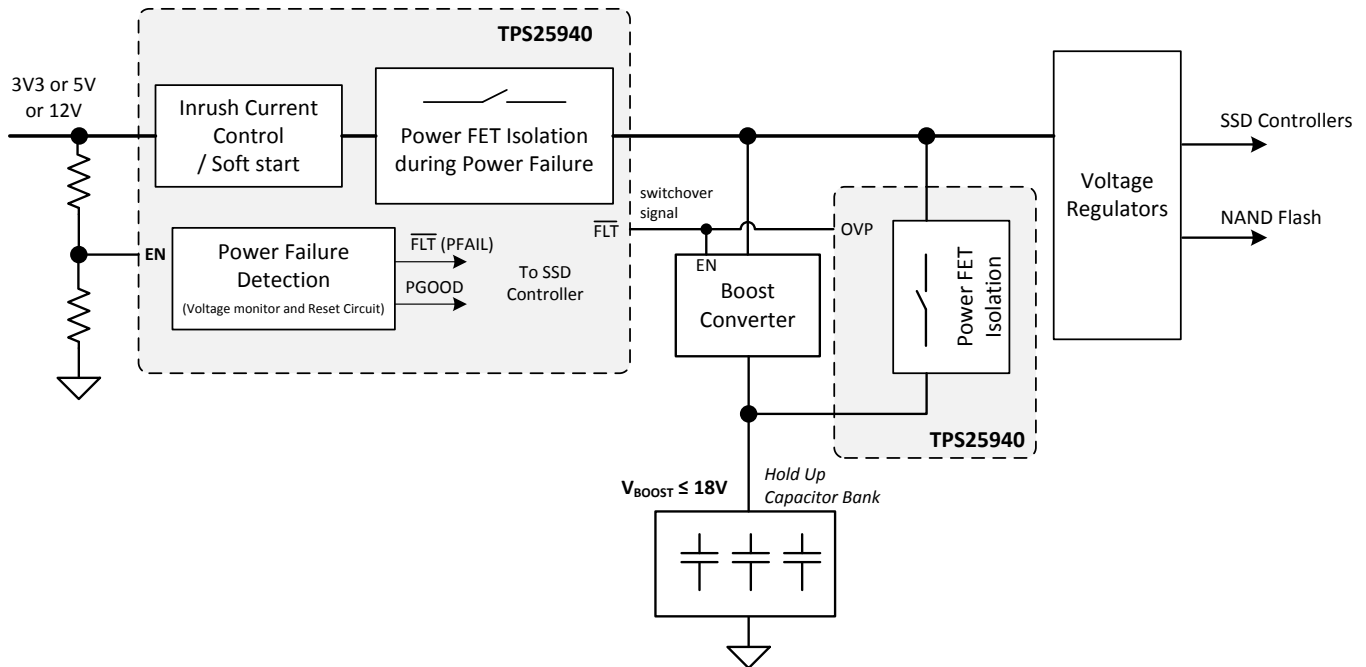 TPS25940
3V3 or 5V
or 12V
Inrush Current
Control
/ Soft start
Power FET Isolation
during Power Failure
SSD Controllers
NAND Flash
Voltage
Regulators
switchover
signal
FLT
OVP
EN
Power Failure
Detection
(Voltage monitor and Reset Circuit)
FLT (PFAIL)
PGOOD
To SSD
Controller
EN
Boost
Converter
Power FET
Isolation
TPS25940
VBOOST ≤ 18V
Hold Up
Capacitor Bank